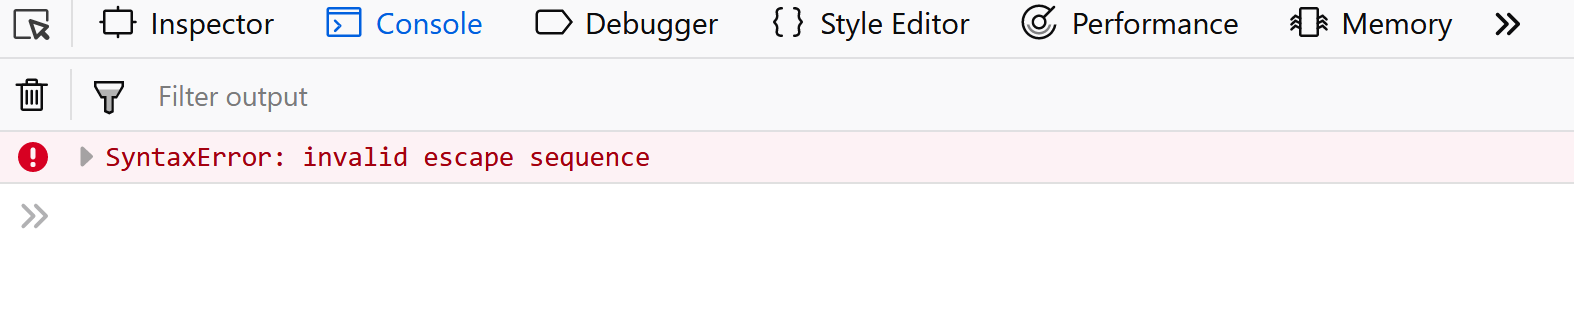 Inspector Console Debugger { } Style Editor Performance Memory
Filter output
SyntaxError: invalid escape sequence